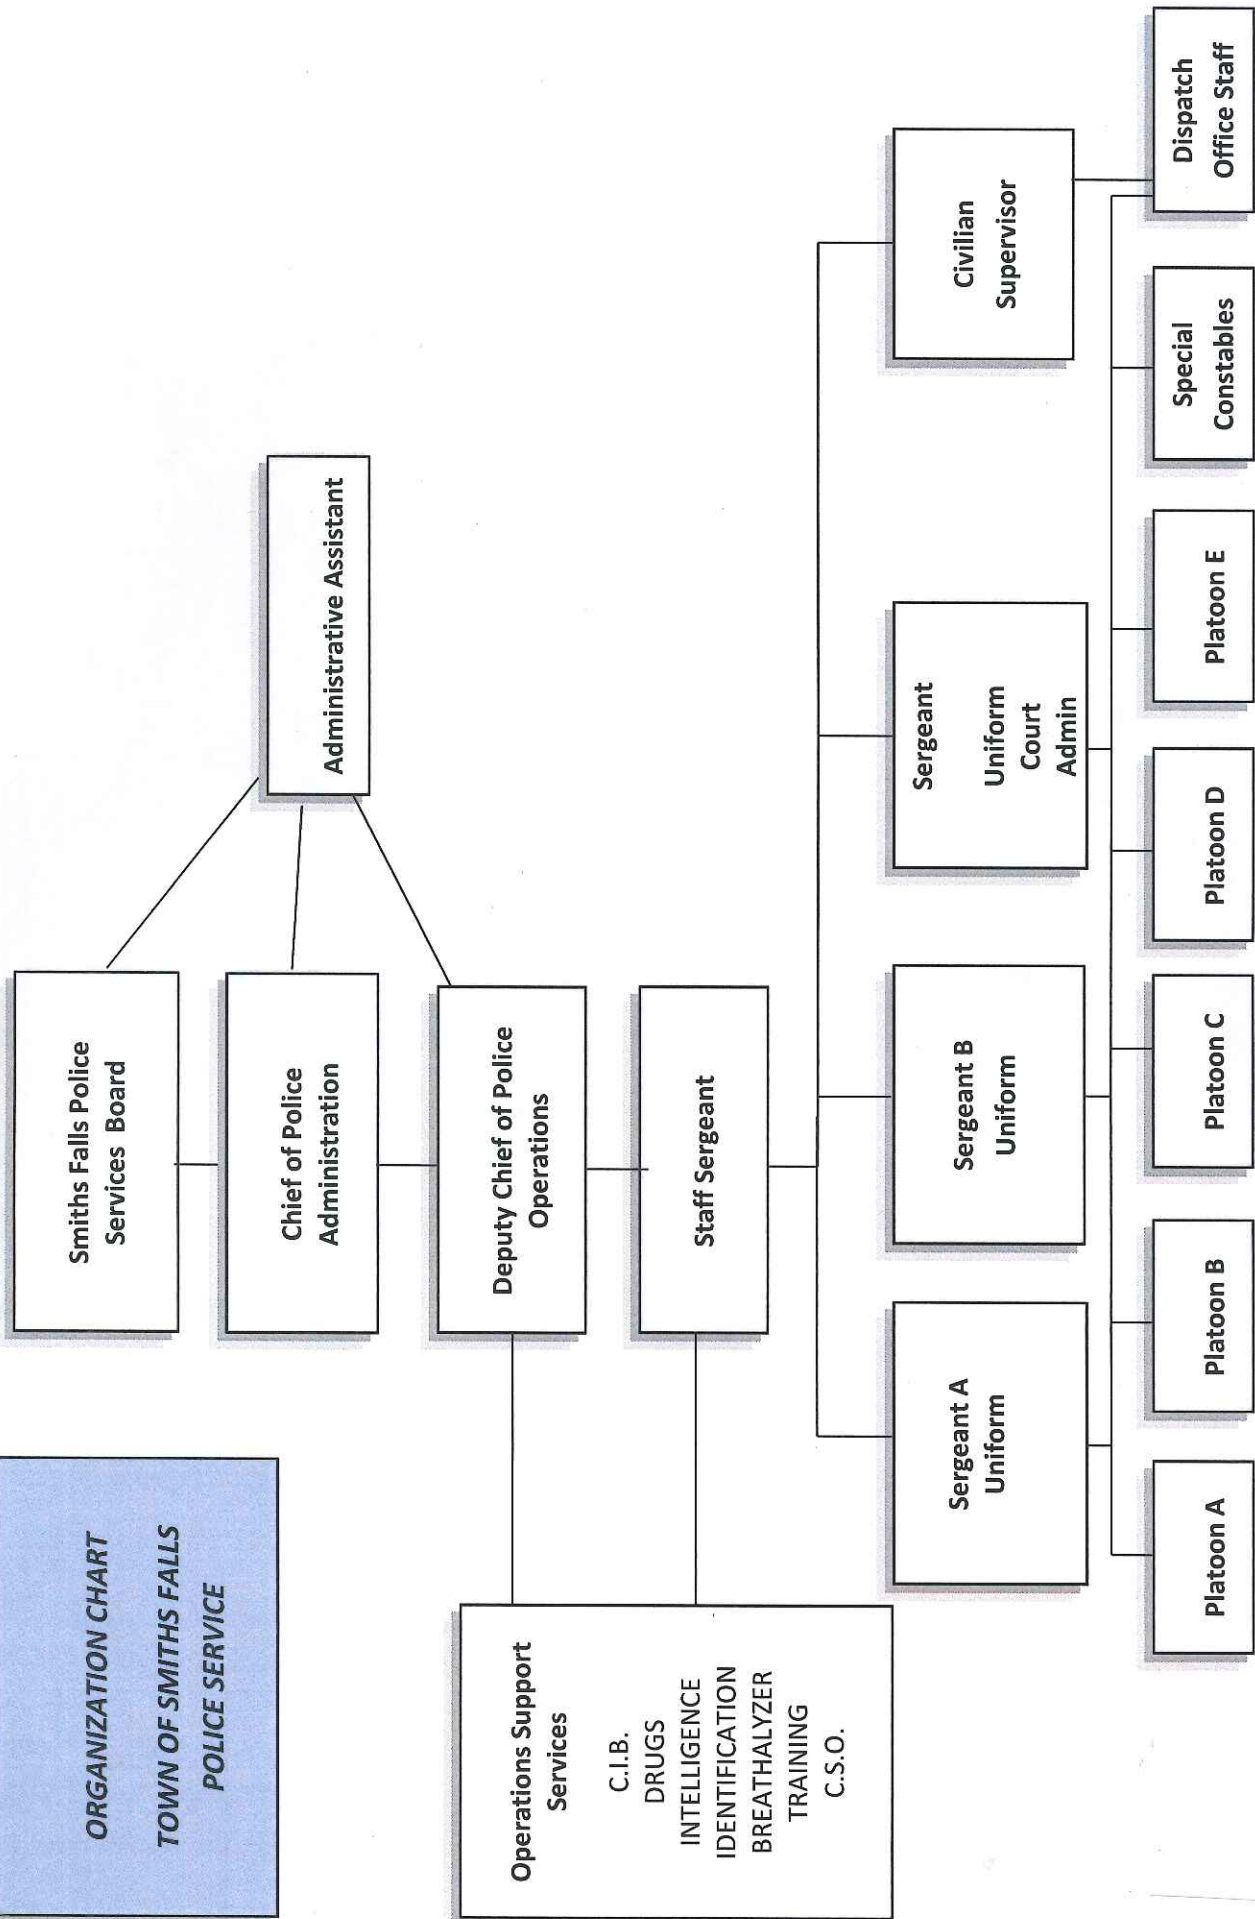 ORGANIZATION CHART
TOWN OF SMITHS FALLS
POLICE SERVICE
Smiths Falls Police
Services Board
Chief of Police
Administration
Administrative Assistant
Deputy Chief of Police
Operations
Operations Support
Services
C.I.B.
DRUGS
INTELLIGENCE
IDENTIFICATION
BREATHALYZER
TRAINING
C.S.O.
Staff Sergeant
Sergeant A
Uniform
Sergeant B
Uniform
Sergeant
Uniform
Court
Admin
Civilian
Supervisor
Platoon A
Platoon B
Platoon C
Platoon D
Platoon E
Special
Constables
Dispatch
Office Staff